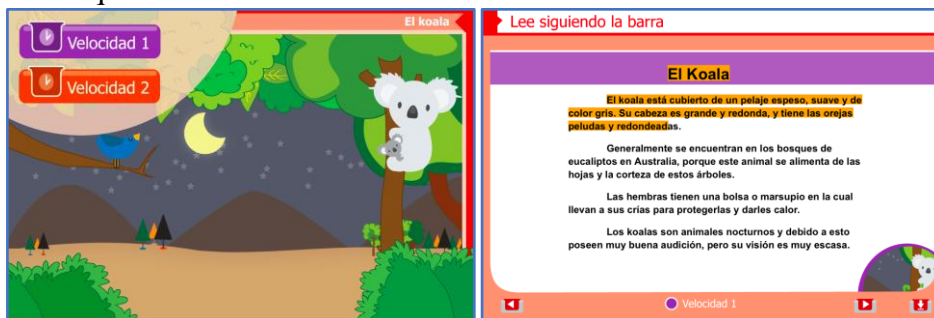 El koala
Velocidad 1
Velocidad 2
Lee siguiendo la barra
El Koala
El koala está cubierto de un pelaje espeso, suave y de
color gris. Su cabeza es grande y redonda, y tiene las orejas
peludas y redondeadas.
Generalmente se encuentran en los bosques de
eucaliptos en Australia, porque este animal se alimenta de las
hojas y la corteza de estos árboles.
Las hembras tienen una bolsa o marsupio en la cual
llevan a sus crías para protegerlas y darles calor.
Los koalas son animales nocturnos y debido a esto
poseen muy buena audición, pero su visión es muy escasa.
Velocidad 1